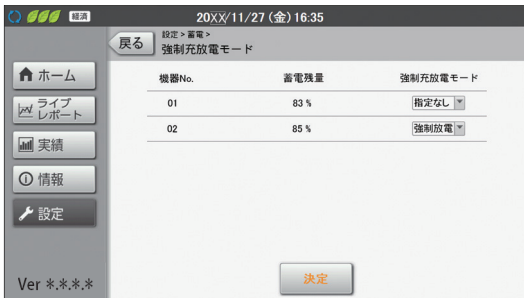 経済 20XX/11/27 (金) 16:35
戻る
設定 > 蓄電 >
強制充放電モード
ホーム
ライブ
レポート
実績
情報
設定
Ver *.*.*.*
機器No. 蓄電残量 強制充放電モード
01 83 % 指定なし
02 85 % 強制放電
決定